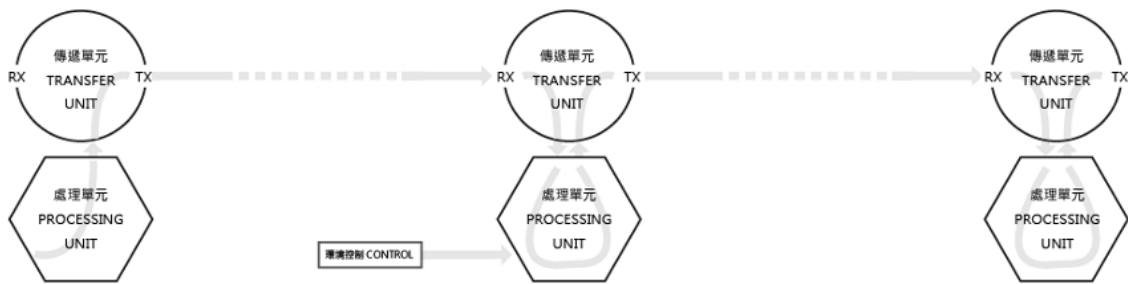 傳遞單元
RX TRANSFER TX
UNIT
處理單元
PROCESSING
UNIT
傳遞單元
RX TRANSFER TX
UNIT
環境控制 CONTROL
處理單元
PROCESSING
UNIT
傳遞單元
RX TRANSFER TX
UNIT
處理單元
PROCESSING
UNIT